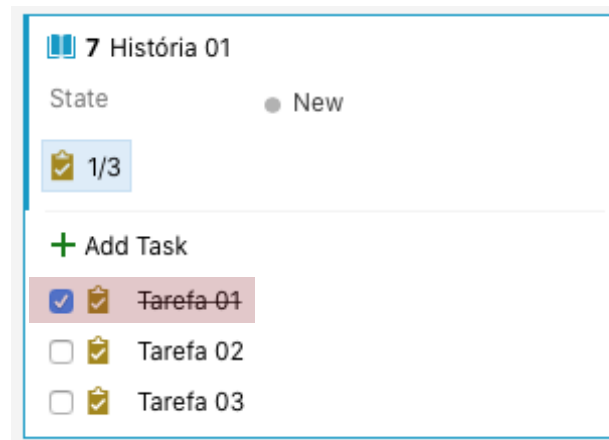 7 História 01
State New
1/3
+ Add Task
Tarefa 01
Tarefa 02
Tarefa 03